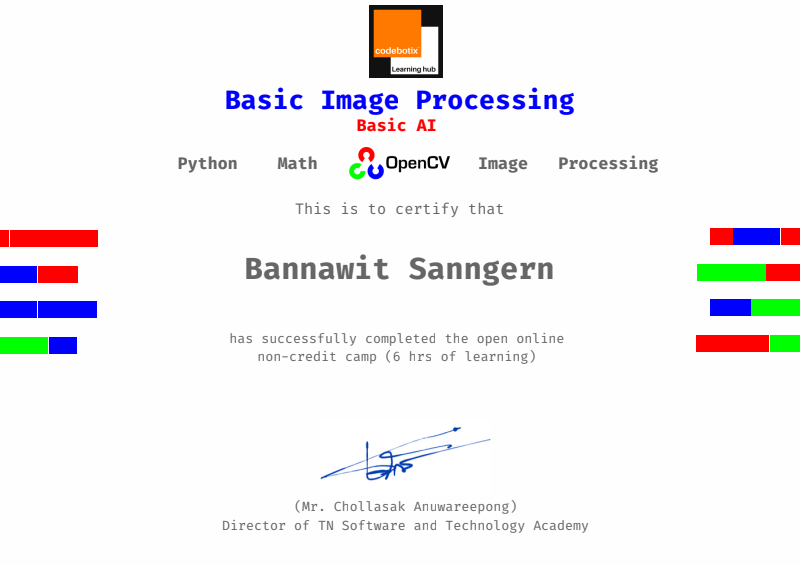 codebotix
Learning hub
Basic Image Processing
Basic AI
Python Math OpenCV Image Processing
This is to certify that
Bannawit Sanngern
has successfully completed the open online
non-credit camp (6 hrs of learning)
(Mr. Chollasak Anuwareepong)
Director of TN Software and Technology Academy